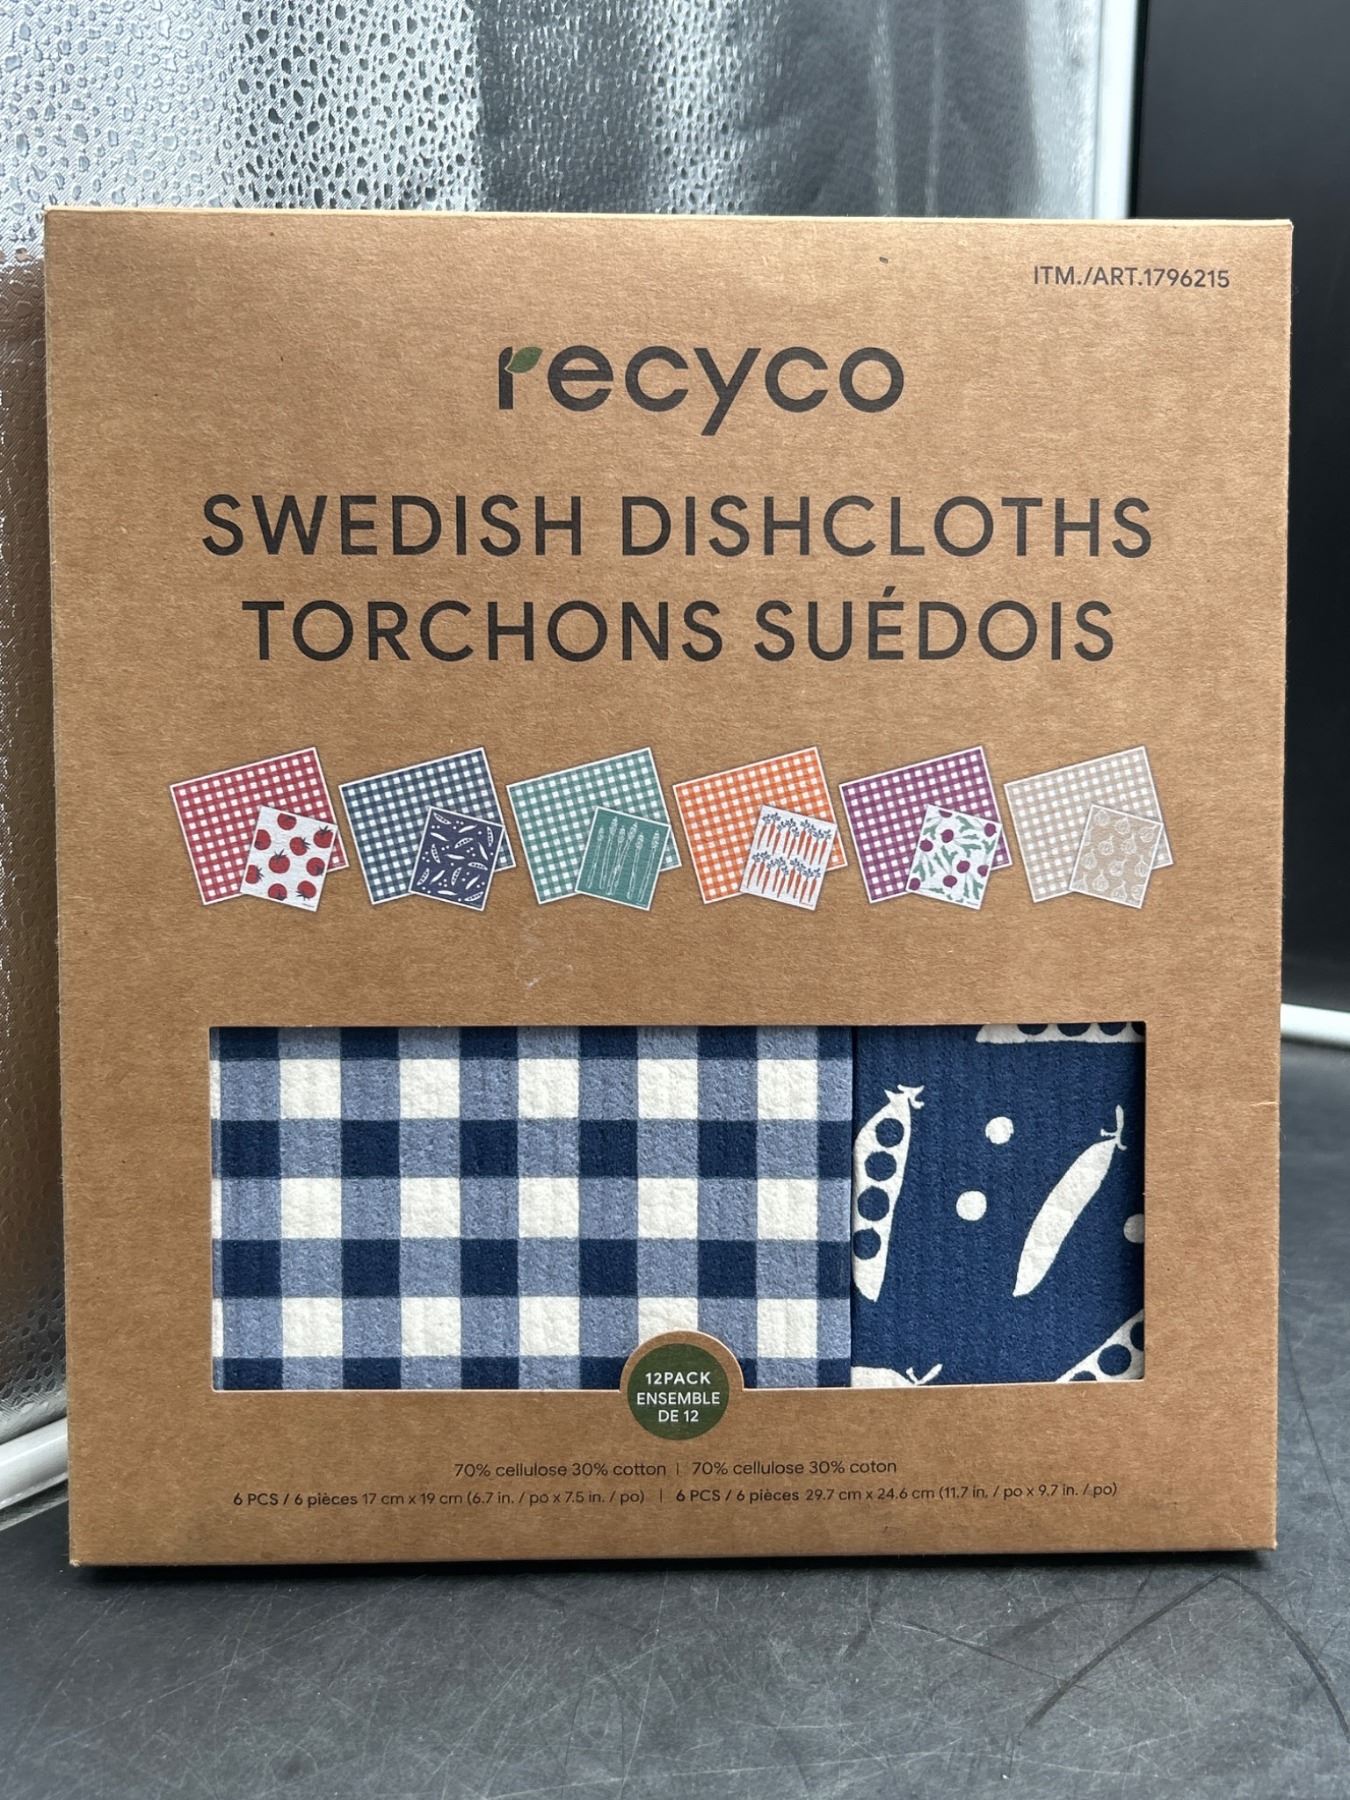 ITM./ART.1796215
recyco
SWEDISH DISHCLOTHS
TORCHONS SUÉDOIS
12PACK
ENSEMBLE
DE 12
70% cellulose 30% cotton | 70% cellulose 30% coton
6 PCS / 6 pièces 17 cm x 19 cm (6.7 in. / po x 7.5 in. / po) | 6 PCS / 6 pièces 29.7 cm x 24.6 cm (11.7 in. / po x 9.7 in. / po)